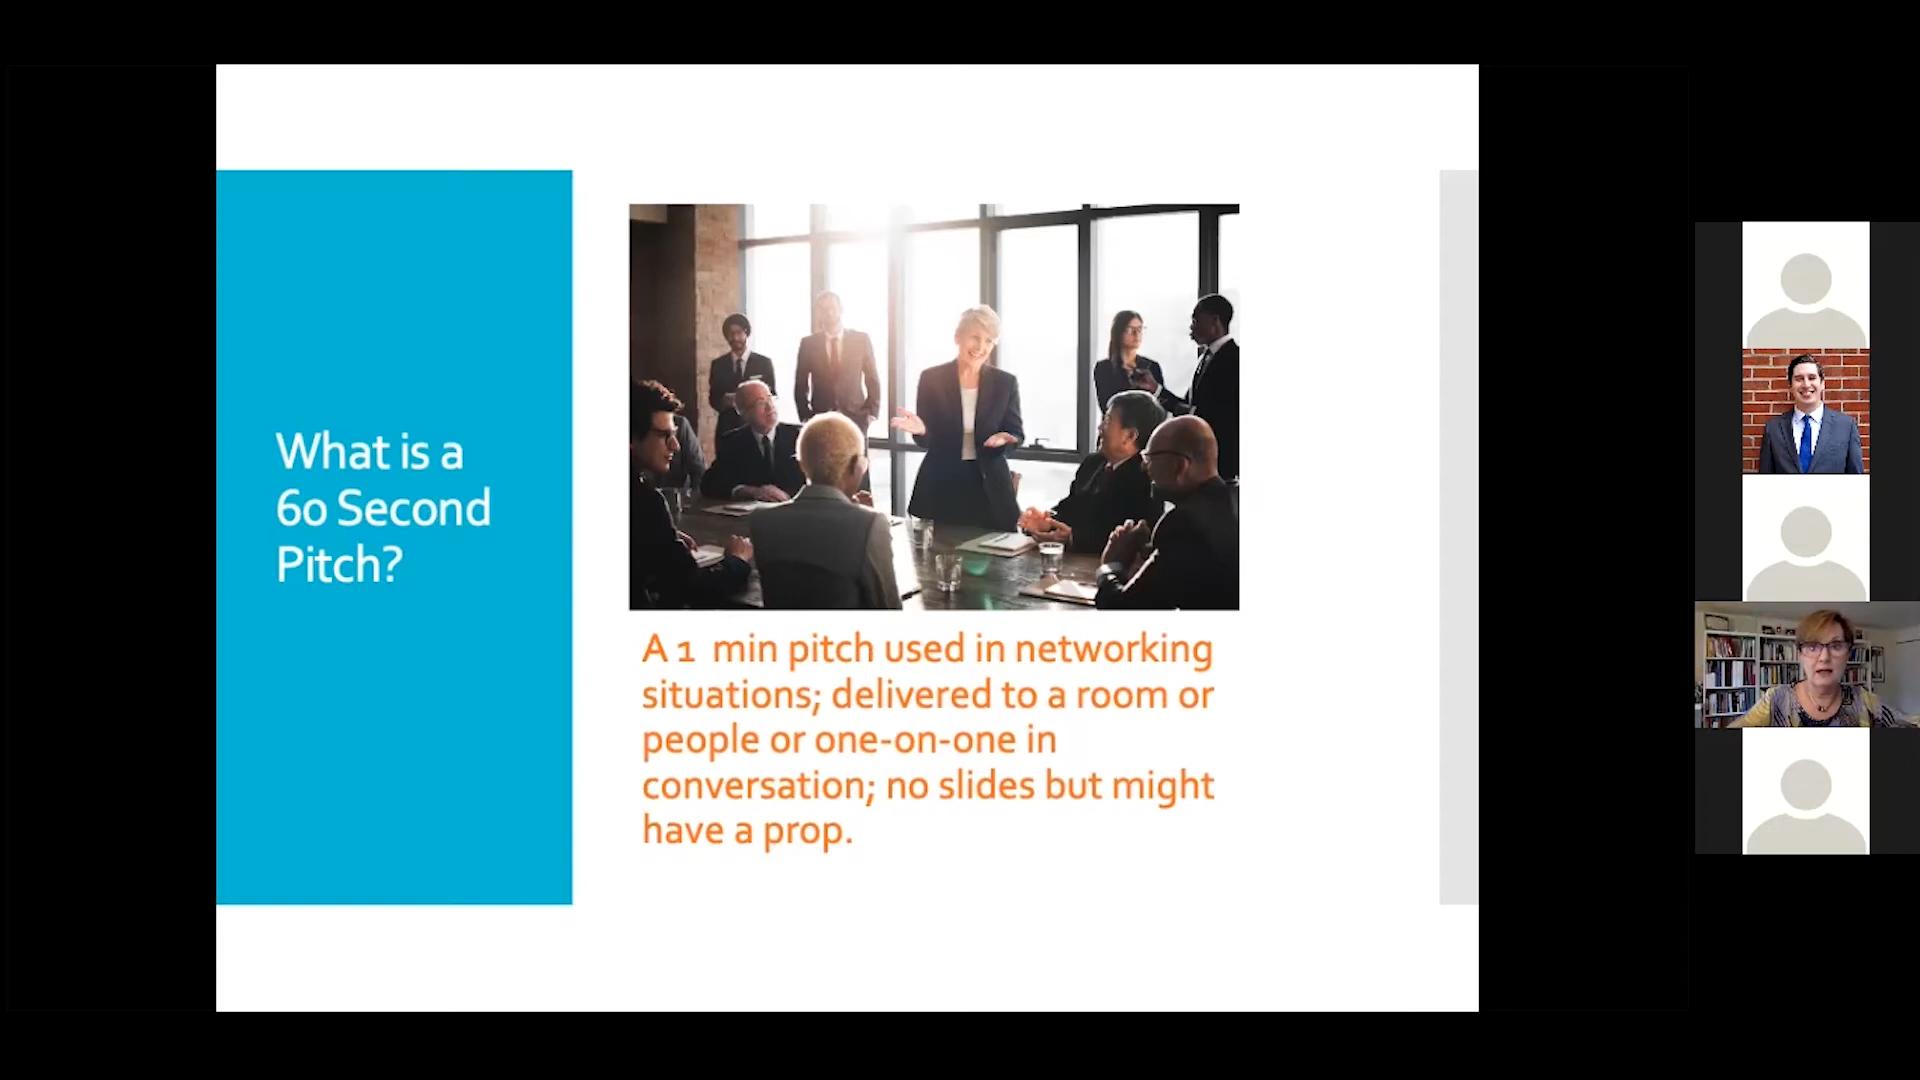 What is a
60 Second
Pitch?
A 1 min pitch used in networking
situations; delivered to a room or
people or one-on-one in
conversation; no slides but might
have a prop.